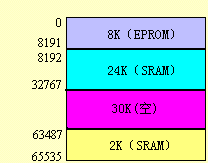 0
8K（EPROM）
8191
8192
24K（SRAM）
32767
30K(空)
63487
2K（SRAM）
65535